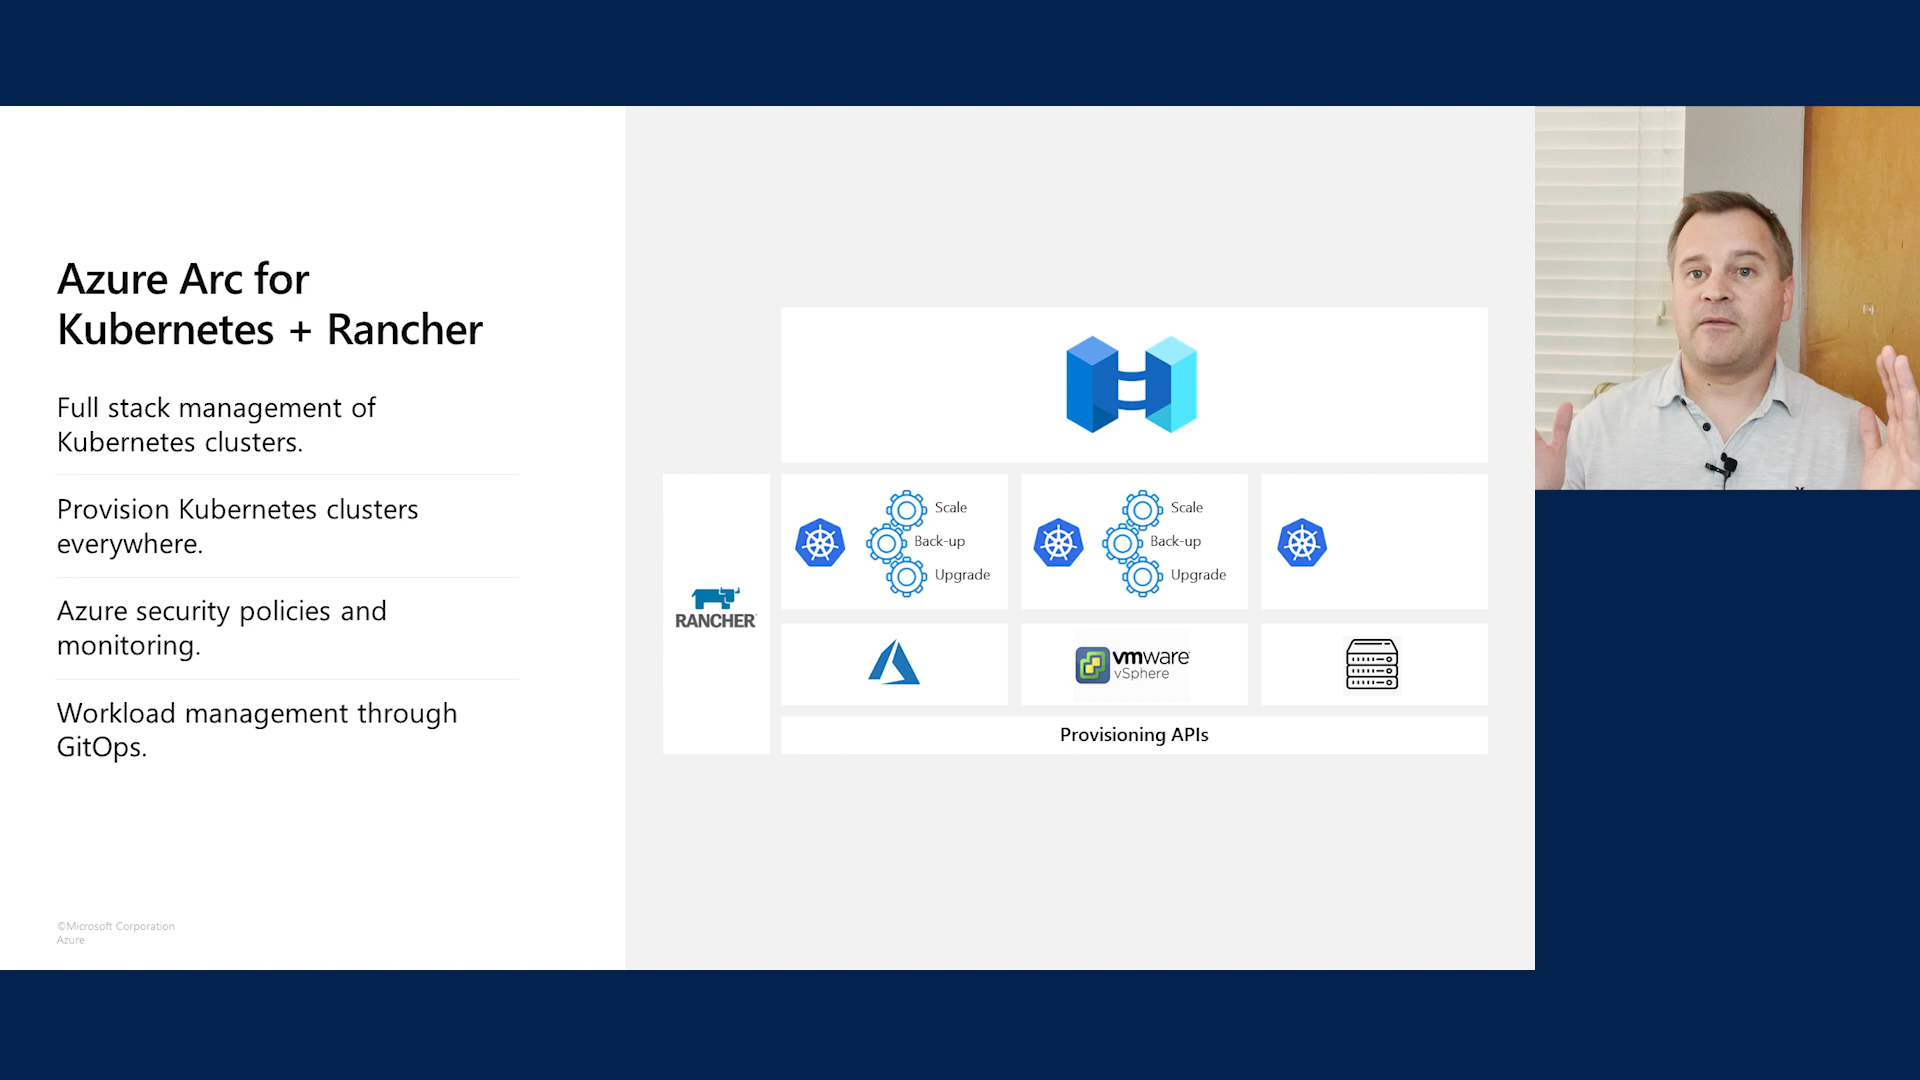 Azure Arc for
Kubernetes + Rancher
Full stack management of
Kubernetes clusters.
Provision Kubernetes clusters
everywhere.
Azure security policies and
monitoring.
Workload management through
GitOps.
©Microsoft Corporation
Azure
RANCHER
Scale
Back-up
Upgrade
Scale
Back-up
Upgrade
vmware
vSphere
Provisioning APIs